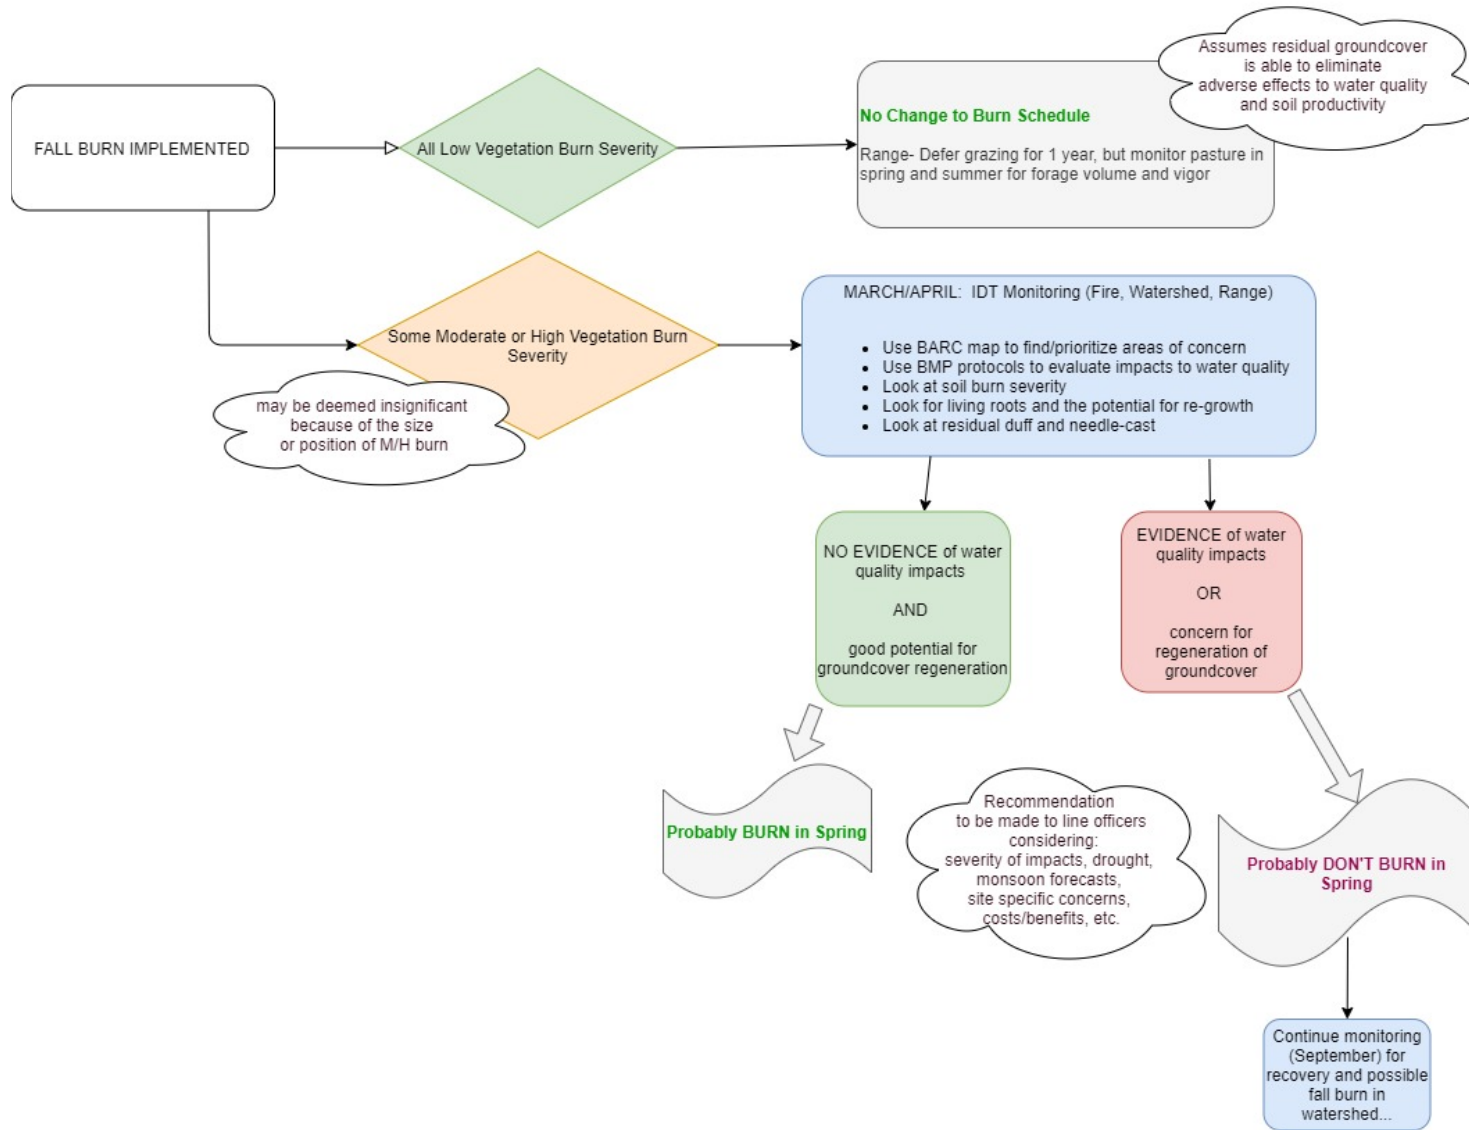 Assumes residual groundcover
is able to eliminate
adverse effects to water quality
and soil productivity
FALL BURN IMPLEMENTED
All Low Vegetation Burn Severity
No Change to Burn Schedule
Range- Defer grazing for 1 year, but monitor pasture in
spring and summer for forage volume and vigor
Some Moderate or High Vegetation Burn
Severity
may be deemed insignificant
because of the size
or position of M/H burn
MARCH/APRIL: IDT Monitoring (Fire, Watershed, Range)
• Use BARC map to find/prioritize areas of concern
• Use BMP protocols to evaluate impacts to water quality
• Look at soil burn severity
• Look for living roots and the potential for re-growth
• Look at residual duff and needle-cast
NO EVIDENCE of water
quality impacts
AND
good potential for
groundcover regeneration
EVIDENCE of water
quality impacts
OR
concern for
regeneration of
groundcover
Probably BURN in Spring
Recommendation
to be made to line officers
considering:
severity of impacts, drought,
monsoon forecasts,
site specific concerns,
costs/benefits, etc.
Probably DON'T BURN in
Spring
Continue monitoring
(September) for
recovery and possible
fall burn in
watershed...